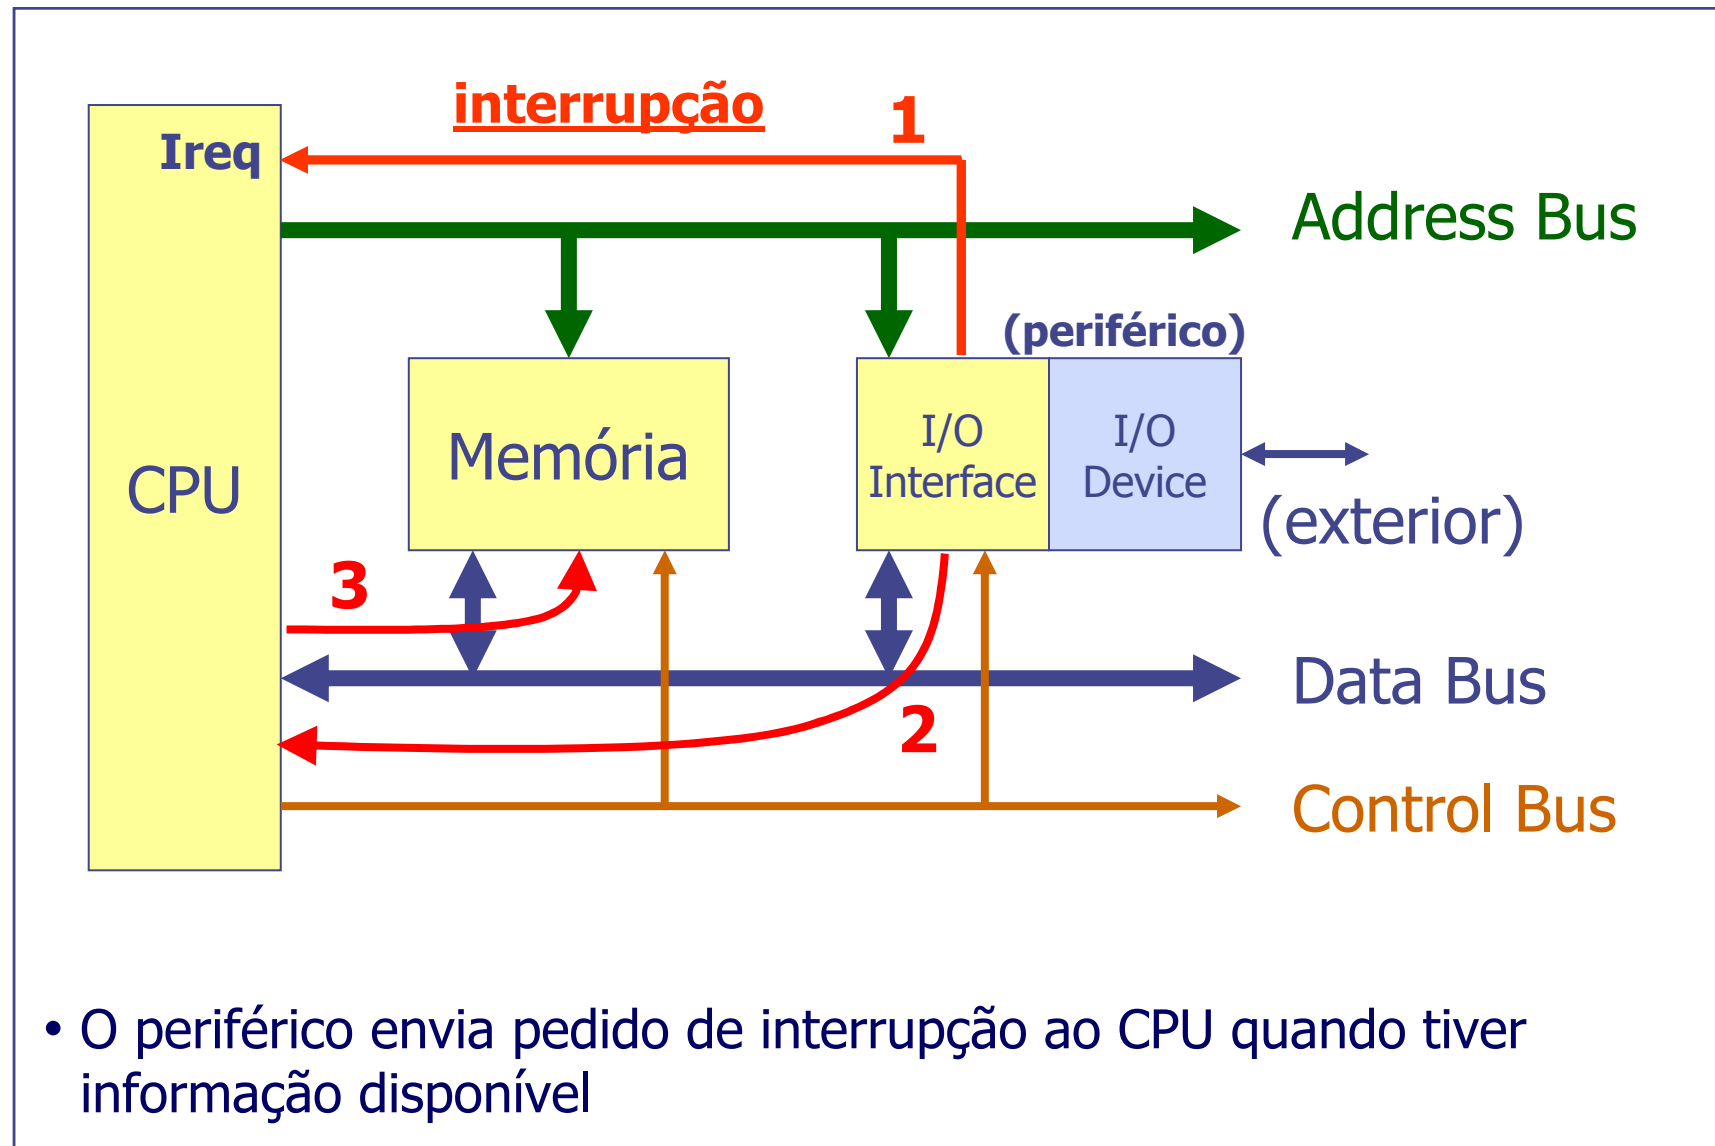 interrupção
1
Ireq
Address Bus
(periférico)
CPU
Memória
I/O
Interface
I/O
Device
(exterior)
3
Data Bus
2
Control Bus
• O periférico envia pedido de interrupção ao CPU quando tiver
informação disponível